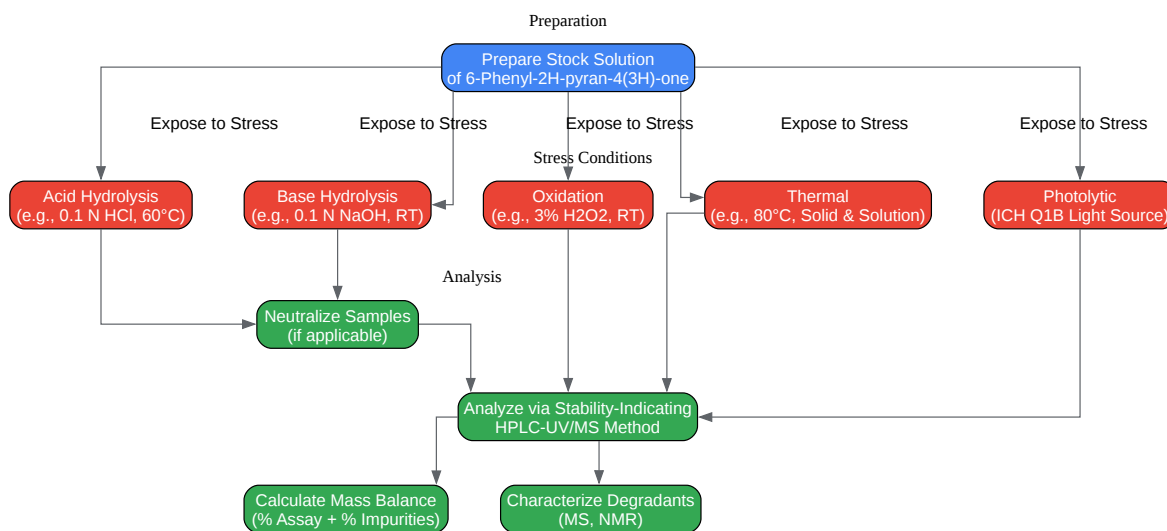 Preparation
Prepare Stock Solution
of 6-Phenyl-2H-pyran-4(3H)-one
Expose to Stress
Expose to Stress
Expose to Stress
Expose to Stress
Expose to Stress
Stress Conditions
Acid Hydrolysis
(e.g., 0.1 N HCl, 60°C)
Base Hydrolysis
(e.g., 0.1 N NaOH, RT)
Oxidation
(e.g., 3% H2O2, RT)
Thermal
(e.g., 80°C, Solid & Solution)
Photolytic
(ICH Q1B Light Source)
Analysis
Neutralize Samples
(if applicable)
Analyze via Stability-Indicating
HPLC-UV/MS Method
Calculate Mass Balance
(% Assay + % Impurities)
Characterize Degradants
(MS, NMR)